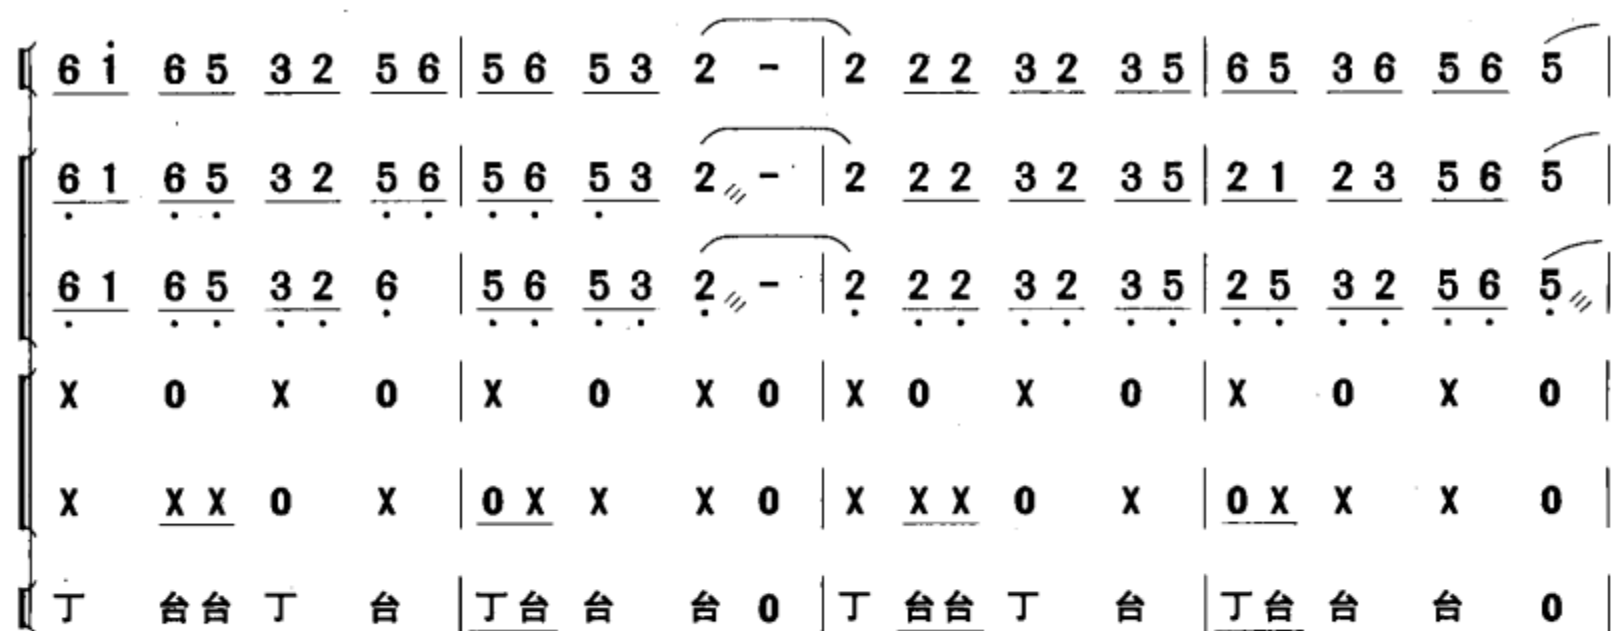 6 i 6 5 3 2 5 6 | 5 6 5 3 2 - | 2 2 2 3 2 3 5 | 6 5 3 6 5 6 5 |
6 1 6 5 3 2 5 6 | 5 6 5 3 2 - | 2 2 2 3 2 3 5 | 2 1 2 3 5 6 5 |
6 1 6 5 3 2 6 | 5 6 5 3 2 - | 2 2 2 3 2 3 5 | 2 5 3 2 5 6 5 |
X 0 X 0 | X 0 X 0 | X 0 X 0 | X 0 X 0 |
X X X 0 X | 0 X X X 0 | X X X 0 X | 0 X X X 0 |
丁 台台 丁 台 | 丁台 台 台 0 | 丁 台台 丁 台 | 丁台 台 台 0 |